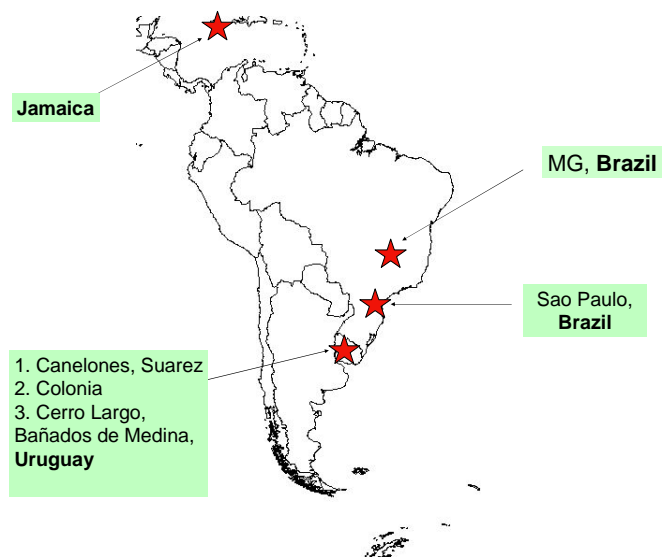 Jamaica
MG, Brazil
Sao Paulo,
Brazil
1. Canelones, Suarez
2. Colonia
3. Cerro Largo,
Bañados de Medina,
Uruguay